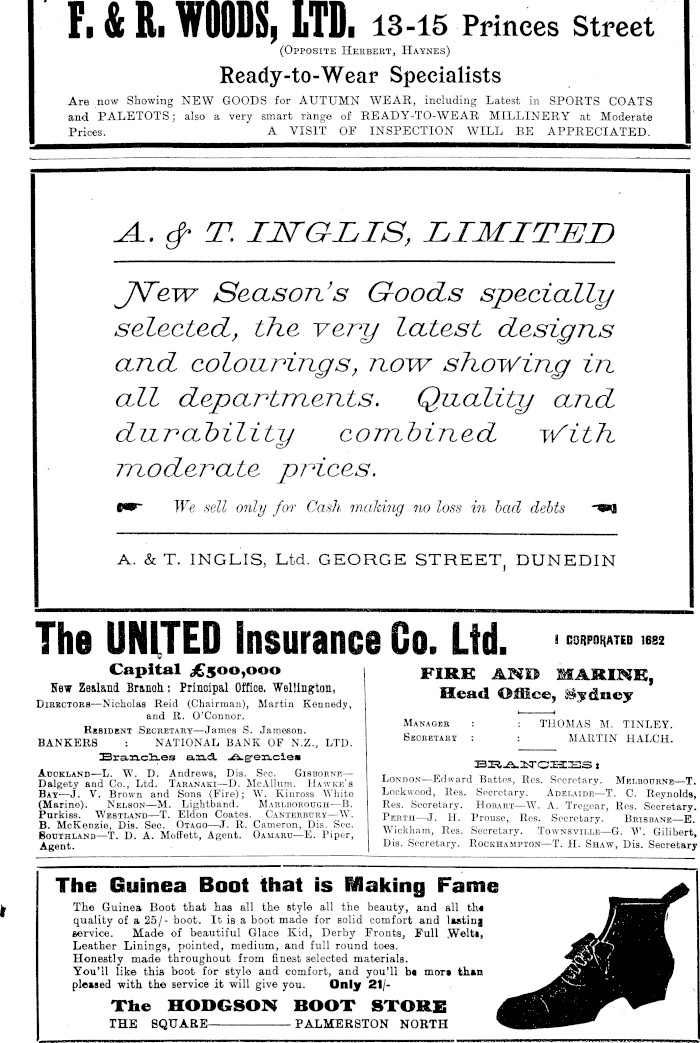 F. & R. WOODS, LTD. 13-15 Princes Street
(OPPOSITE HERBERT, HAYNES)
Ready-to-Wear Specialists
Are now Showing NEW GOODS for AUTUMN WEAR, including Latest in SPORTS COATS
and PALETOTS; also a very smart range of READY-TO-WEAR MILLINERY at Moderate
Prices. A VISIT OF INSPECTION WILL BE APPRECIATED.
A. & T. INGLIS, LIMITED
New Season's Goods specially
selected, the very latest designs
and colourings, now showing in
all departments. Quality and
durability combined with
moderate prices.
We sell only for Cash making no loss in bad debts
A. & T. INGLIS, Ltd. GEORGE STREET, DUNEDIN
The UNITED Insurance Co. Ltd. I CORPORATED 1682
Capital £500,000
New Zealand Branch: Principal Office, Wellington,
DIRECTORS—Nicholas Reid (Chairman), Martin Kennedy,
and R. O'Connor.
RESIDENT SECRETARY—James S. Jameson.
BANKERS : NATIONAL BANK OF N.Z., LTD.
Branches and Agencies
AUCKLAND—L. W. D. Andrews, Dis. Sec. GISBORNE—
Dalgety and Co., Ltd. TARANAKI—D. McAllum. HAWKE'S
BAY—J. V. Brown and Sons (Fire); W. Kinross White
(Marine). NELSON—M. Lightband. MARLBOROUGH—B.
Purkiss. WESTLAND—T. Eldon Coates. CANTERBURY—W.
B. McKenzie, Dis. Sec. OTAGO—J. R. Cameron, Dis. Sec.
SOUTHLAND—T. D. A. Moffett, Agent. OAMARU—E. Piper,
Agent.
FIRE AND MARINE,
Head Office, Sydney
MANAGER : : THOMAS M. TINLEY.
SECRETARY : : MARTIN HALCH.
BRANCHES:
LONDON—Edward Battes, Res. Secretary. MELBOURNE—T.
Lockwood, Res. Secretary. ADELAIDE—T. C. Reynolds,
Res. Secretary. HOBART—W. A. Tregear, Res. Secretary.
PERTH—J. H. Prouse, Res. Secretary. BRISBANE—E.
Wickham, Res. Secretary. TOWNSVILLE—G. W. Gilibert,
Dis. Secretary. ROCKHAMPTON—T. H. SHAW, Dis. Secretary
The Guinea Boot that is Making Fame
The Guinea Boot that has all the style all the beauty, and all the
quality of a 25/- boot. It is a boot made for solid comfort and lasting
service. Made of beautiful Glace Kid, Derby Fronts, Full Welts,
Leather Linings, pointed, medium, and full round toes.
Honestly made throughout from finest selected materials.
You'll like this boot for style and comfort, and you'll be more than
pleased with the service it will give you. Only 21/-
The HODGSON BOOT STORE
THE SQUARE——— PALMERSTON NORTH